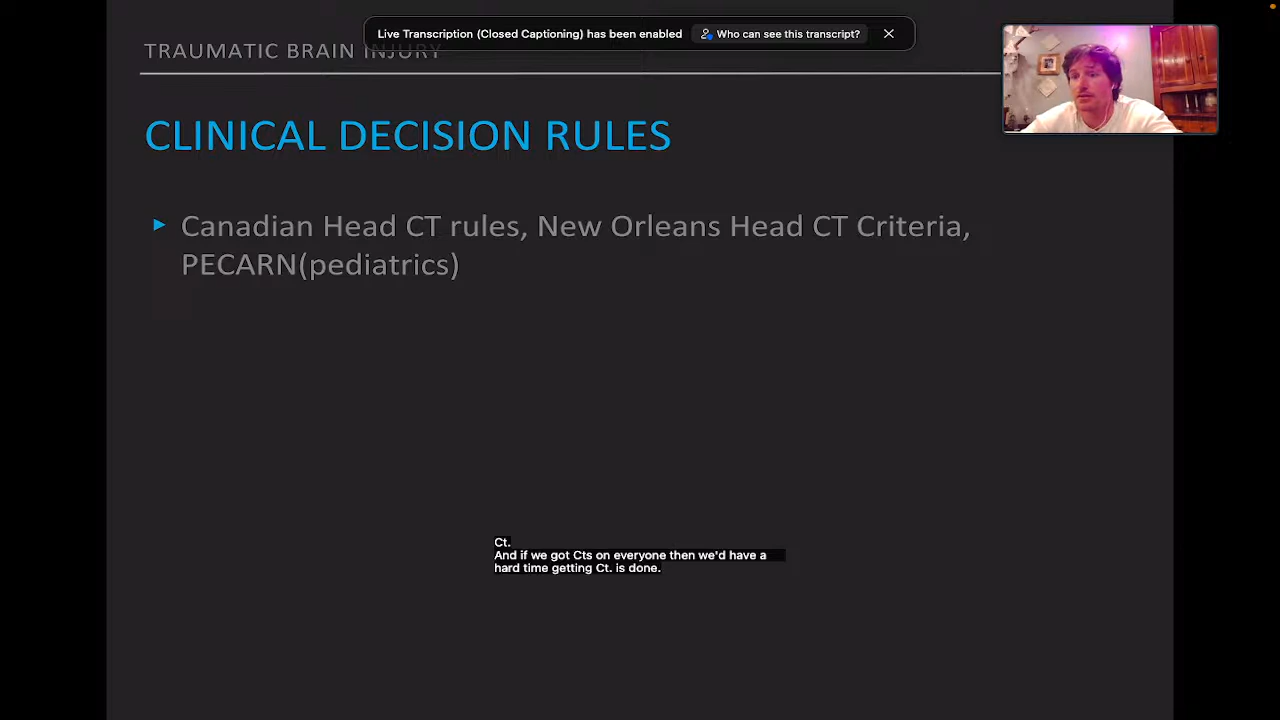 Live Transcription (Closed Captioning) has been enabled
Who can see this transcript?
TRAUMATIC BRAIN INJURY
CLINICAL DECISION RULES
Canadian Head CT rules, New Orleans Head CT Criteria,
PECARN(pediatrics)
Ct.
And if we got Cts on everyone then we'd have a
hard time getting Ct. is done.